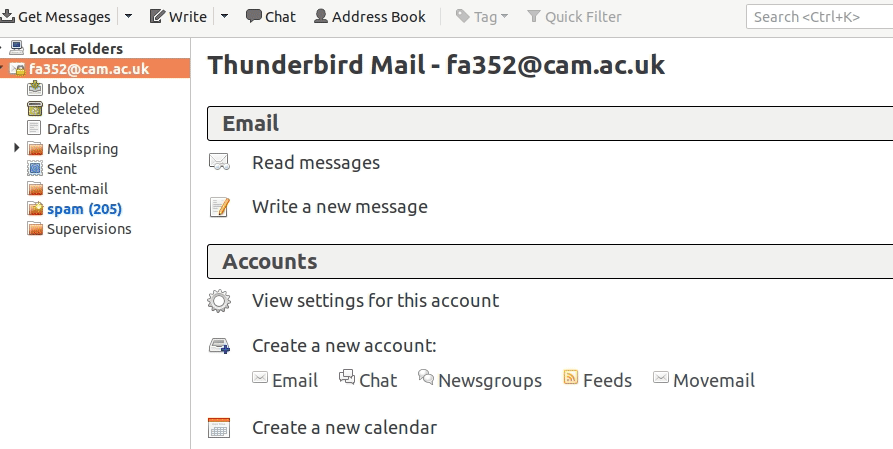 Get Messages Write Chat Address Book Tag Quick Filter Search <Ctrl+K>
Local Folders
fa352@cam.ac.uk
Inbox
Deleted
Drafts
Mailspring
Sent
sent-mail
spam (205)
Supervisions
Thunderbird Mail - fa352@cam.ac.uk
Email
Read messages
Write a new message
Accounts
View settings for this account
Create a new account:
Email Chat Newsgroups Feeds Movemail
Create a new calendar